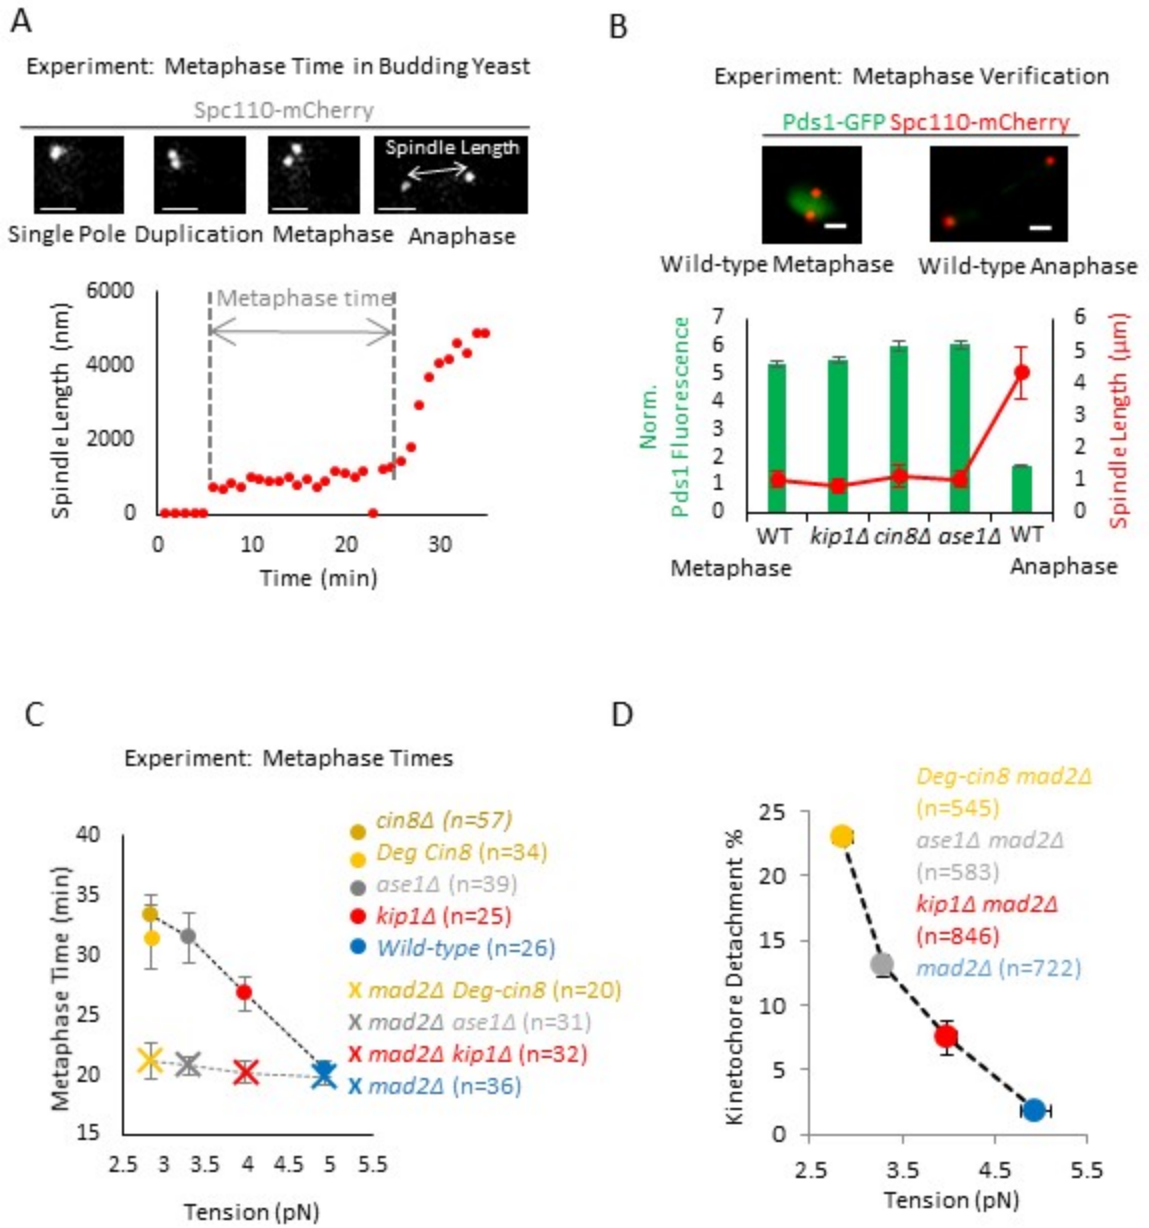 A
Experiment: Metaphase Time in Budding Yeast
Spc110-mCherry
Spindle Length
Single Pole Duplication Metaphase Anaphase
6000
4000
2000
0
Spindle Length (nm)
Metaphase time
0 10 20 30
Time (min)
B
Experiment: Metaphase Verification
Pds1-GFP Spc110-mCherry
Wild-type Metaphase Wild-type Anaphase
Norm.
Pds1 Fluorescence
7
6
5
4
3
2
1
0
6
5
4
3
2
1
0
Spindle Length (µm)
WT kip1Δ cin8Δ ase1Δ WT
Metaphase Anaphase
C
Experiment: Metaphase Times
Metaphase Time (min)
40
35
30
25
20
15
2.5 3 3.5 4 4.5 5 5.5
Tension (pN)
cin8Δ (n=57)
Deg Cin8 (n=34)
ase1Δ (n=39)
kip1Δ (n=25)
Wild-type (n=26)
X mad2Δ Deg-cin8 (n=20)
X mad2Δ ase1Δ (n=31)
X mad2Δ kip1Δ (n=32)
X mad2Δ (n=36)
D
Kinetochore Detachment %
25
20
15
10
5
0
2.5 3.5 4.5 5.5
Tension (pN)
Deg-cin8 mad2Δ
(n=545)
ase1Δ mad2Δ
(n=583)
kip1Δ mad2Δ
(n=846)
mad2Δ (n=722)